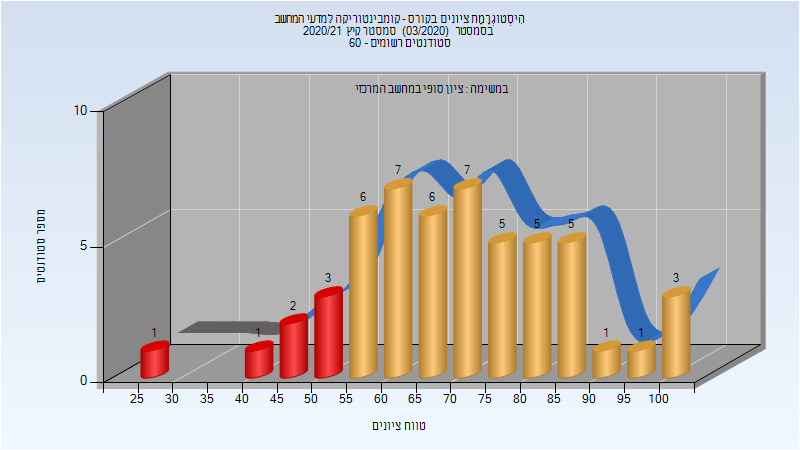 היסטוגרמת ציונים בקורס - קומבינטוריקה למדעי המחשב
בסמסטר (03/2020) סמסטר קיץ 2020/21
סטודנטים רשומים - 60
במשימה : ציון סופי במחשב המרכזי
10
5
0
מספר סטודנטים
1
1
2
3
6
7
6
7
5
5
5
1
1
3
25 30 35 40 45 50 55 60 65 70 75 80 85 90 95 100
טווח ציונים